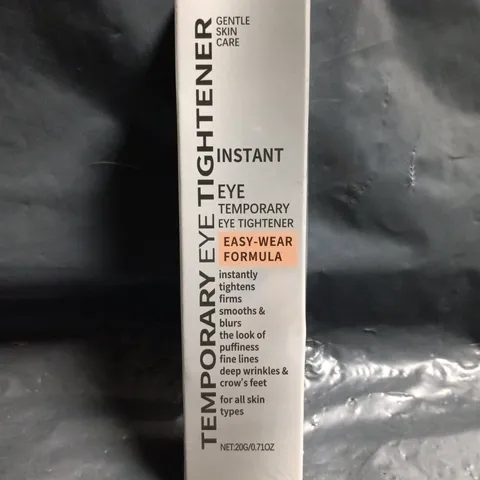 TEMPORARY EYE TIGHTENER
GENTLE
SKIN
CARE
INSTANT
EYE
TEMPORARY
EYE TIGHTENER
EASY-WEAR
FORMULA
instantly
tightens
firms
smooths &
blurs
the look of
puffiness
fine lines
deep wrinkles &
crow's feet
for all skin
types
NET:20G/0.71OZ